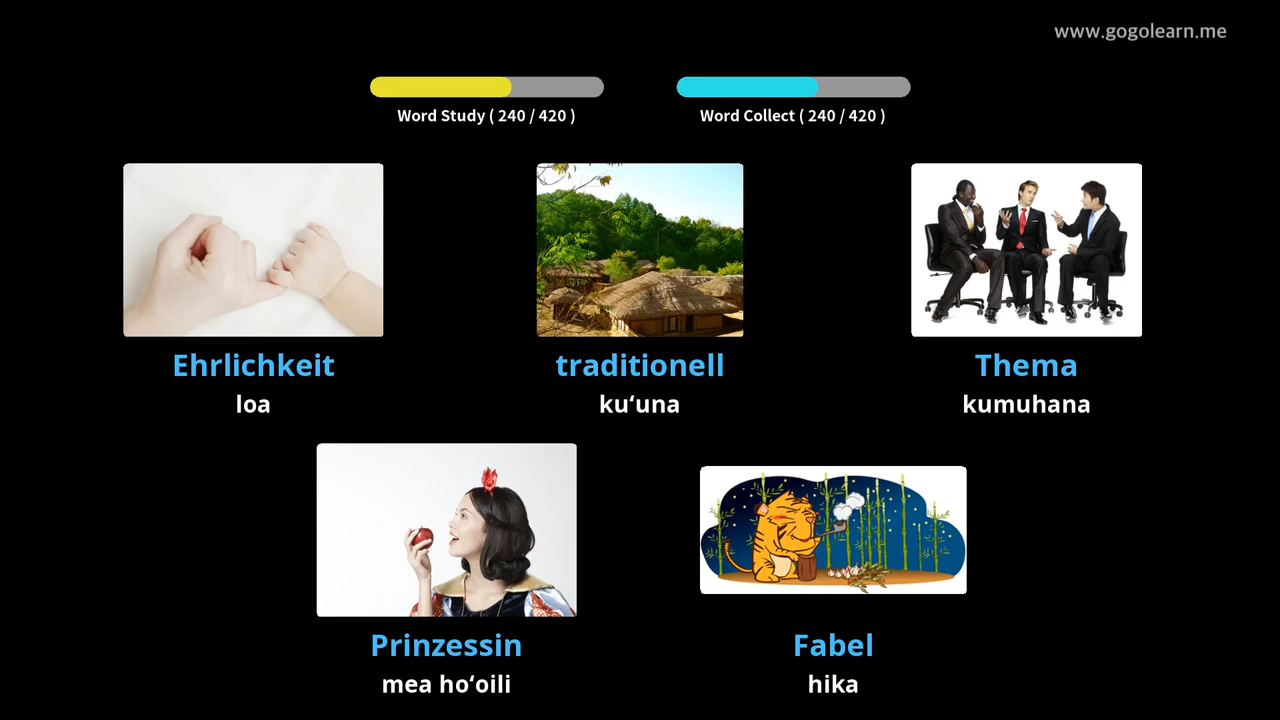 www.gogolearn.me
Word Study ( 240 / 420 )
Word Collect ( 240 / 420 )
Ehrlichkeit
loa
traditionell
kuʻuna
Thema
kumuhana
Prinzessin
mea hoʻoili
Fabel
hika